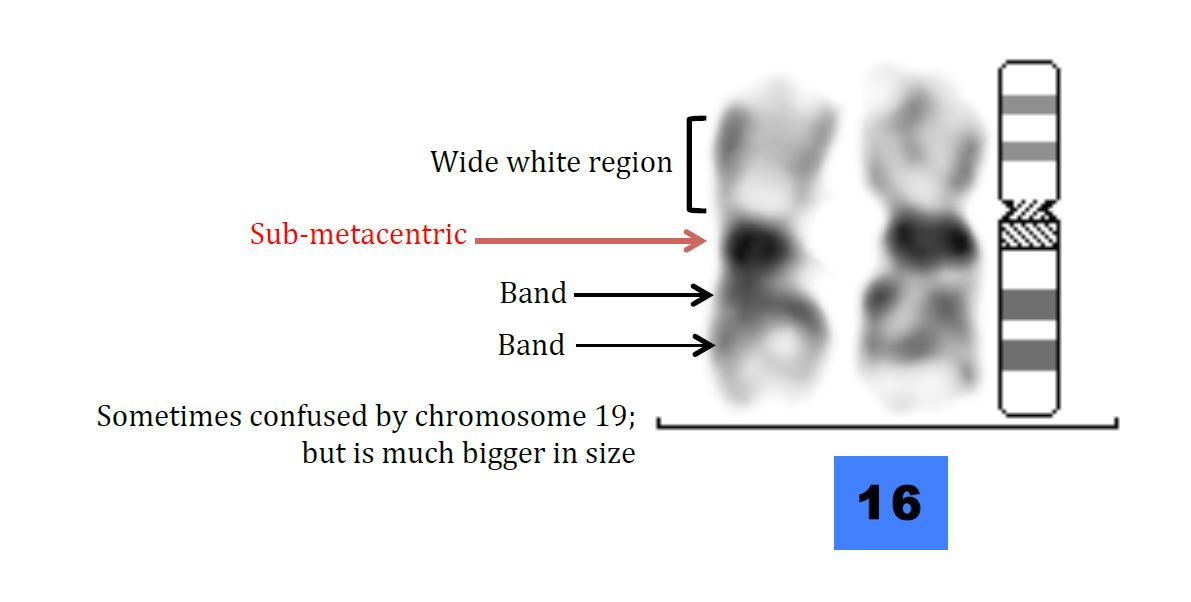 Wide white region
Sub-metacentric
Band
Band
Sometimes confused by chromosome 19;
but is much bigger in size
16